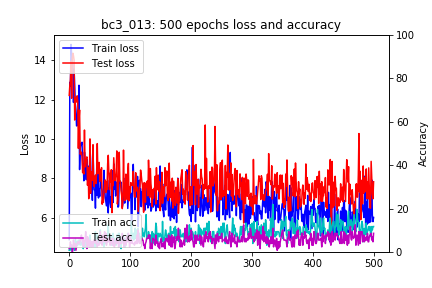 bc3_013: 500 epochs loss and accuracy
Train loss
Test loss
Train acc
Test acc
Loss
Accuracy
14
12
10
8
6
100
80
60
40
20
0
0 100 200 300 400 500